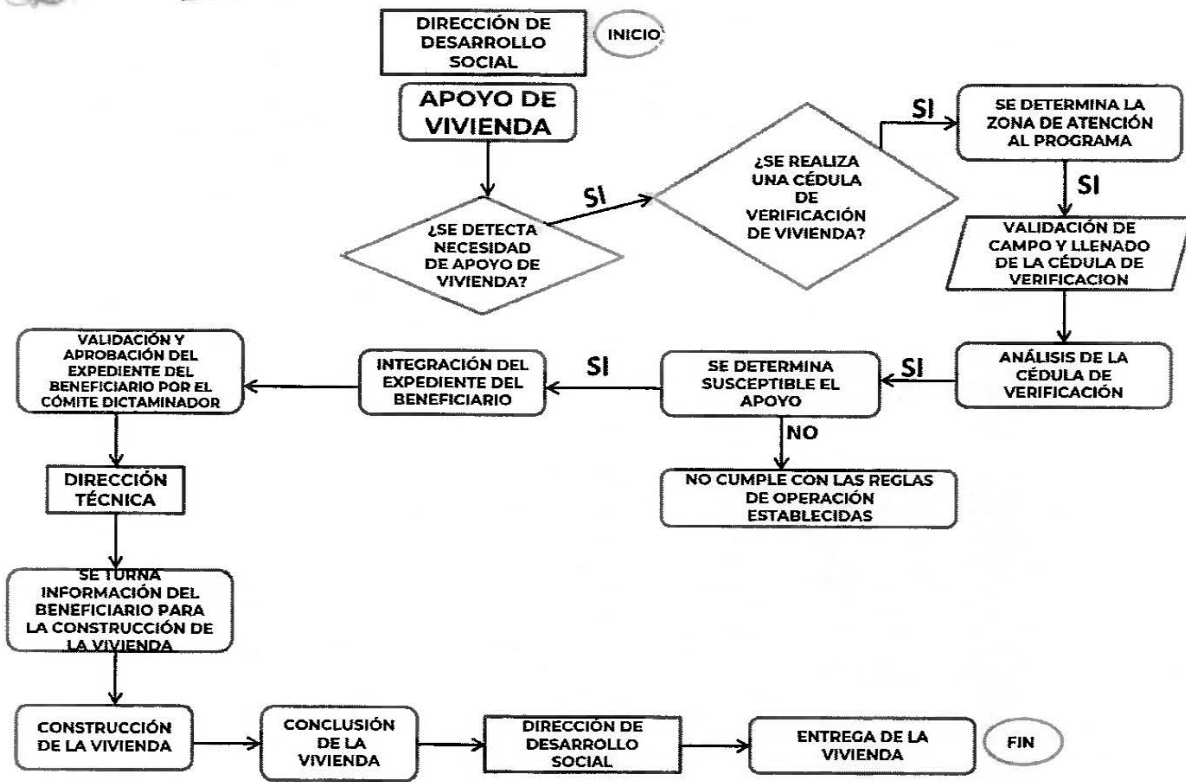 DIRECCIÓN DE
DESARROLLO
SOCIAL
INICIO
APOYO DE
VIVIENDA
¿SE DETECTA
NECESIDAD
DE APOYO DE
VIVIENDA?
SI
¿SE REALIZA
UNA CÉDULA
DE
VERIFICACIÓN
DE VIVIENDA?
SI
SE DETERMINA LA
ZONA DE ATENCIÓN
AL PROGRAMA
SI
VALIDACIÓN DE
CAMPO Y LLENADO
DE LA CÉDULA DE
VERIFICACION
ANÁLISIS DE LA
CÉDULA DE
VERIFICACIÓN
SI
SE DETERMINA
SUSCEPTIBLE EL
APOYO
NO
NO CUMPLE CON LAS REGLAS
DE OPERACIÓN
ESTABLECIDAS
SI
INTEGRACIÓN DEL
EXPEDIENTE DEL
BENEFICIARIO
VALIDACIÓN Y
APROBACIÓN DEL
EXPEDIENTE DEL
BENEFICIARIO POR EL
CÓMITE DICTAMINADOR
DIRECCIÓN
TÉCNICA
SE TURNA
INFORMACIÓN DEL
BENEFICIARIO PARA
LA CONSTRUCCIÓN DE
LA VIVIENDA
CONSTRUCCIÓN
DE LA VIVIENDA
CONCLUSIÓN
DE LA
VIVIENDA
DIRECCIÓN DE
DESARROLLO
SOCIAL
ENTREGA DE LA
VIVIENDA
FIN